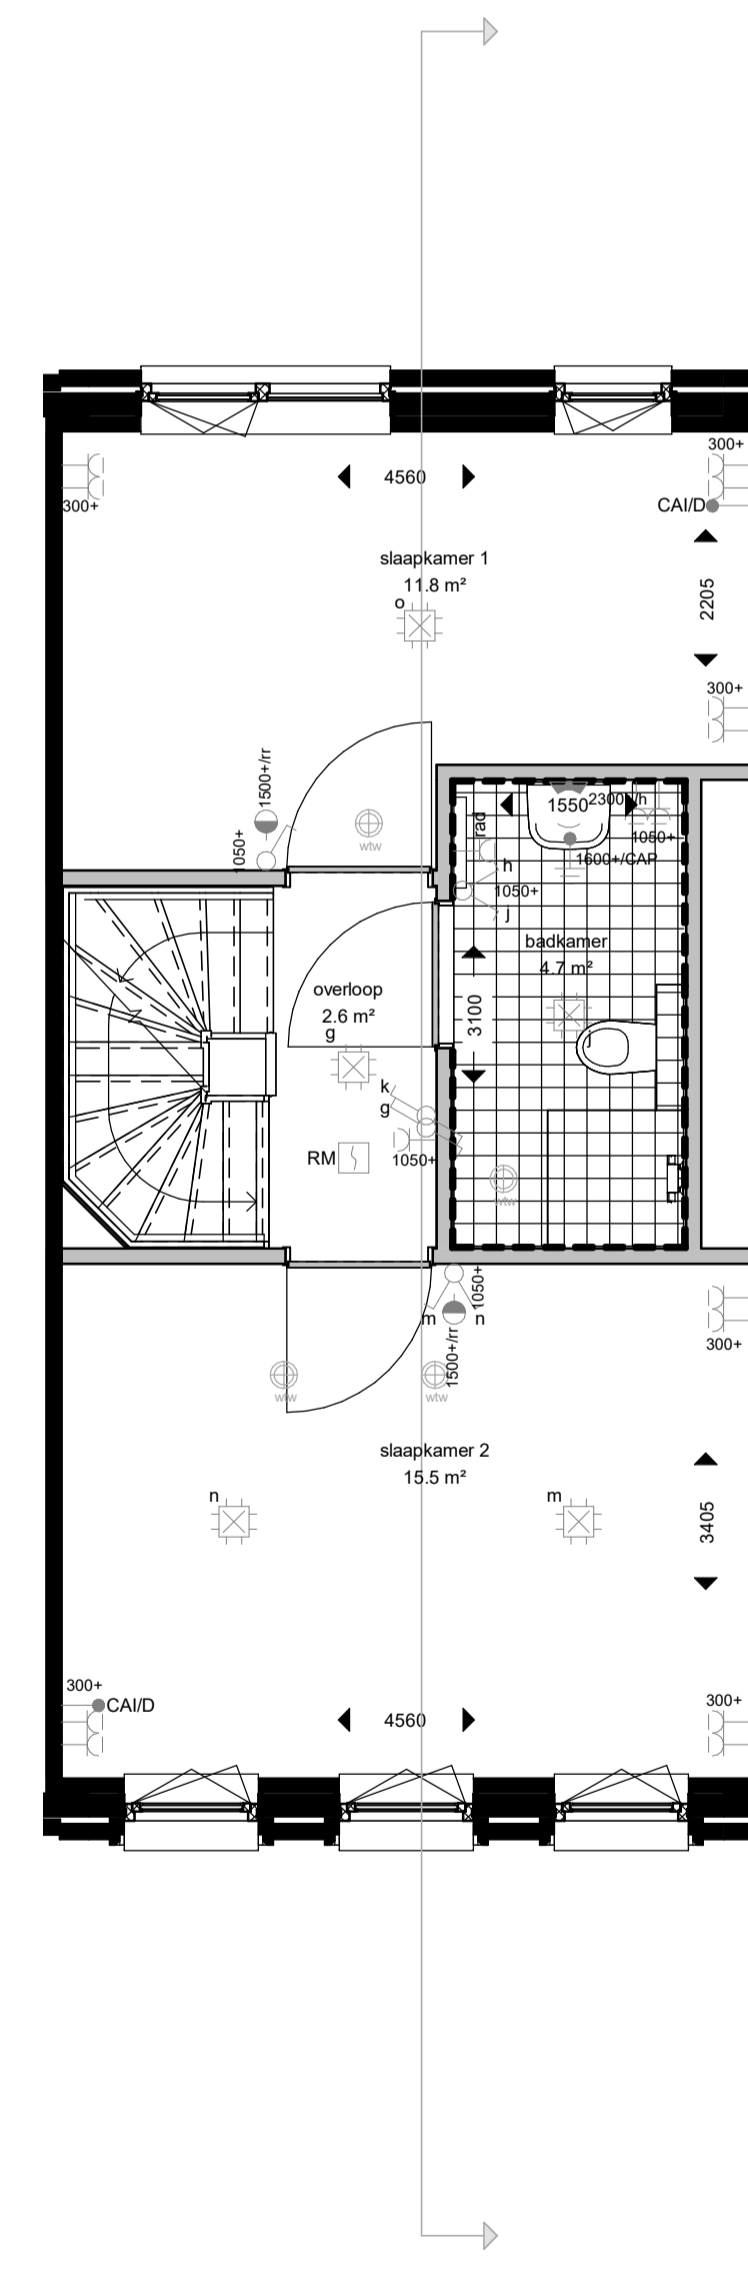 300+
4560
300+
CAI/D
slaapkamer 1
11.8 m²
2205
o
300+
1500+/rr
1050+
wtw
rad
1550
1050+
1600+/CAP
h
1050+
j
badkamer
4.7 m²
overloop
2.6 m²
g
3100
j
k
g
RM
1050+
wtw
1050+
m
n
300+
1500+/rr
wtw
wtw
slaapkamer 2
15.5 m²
n
m
3405
300+
CAI/D
300+
4560